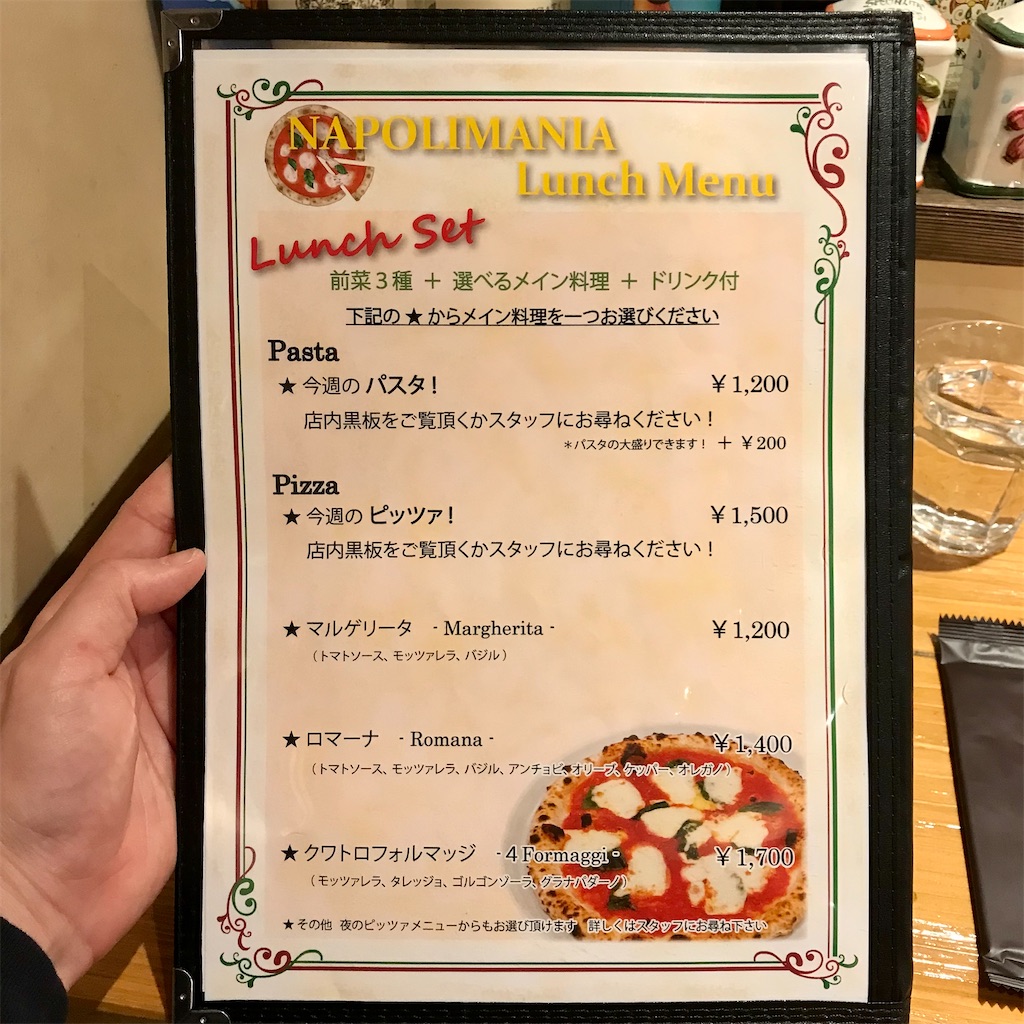 NAPOLIMANIA
Lunch Menu
Lunch Set
前菜３種 ＋ 選べるメイン料理 ＋ ドリンク付
下記の ★ からメイン料理を一つお選びください
Pasta
★ 今週の パスタ！ ￥1,200
店内黒板をご覧頂くかスタッフにお尋ねください！
＊パスタの大盛りできます！ ＋ ￥200
Pizza
★ 今週の ピッツァ！ ￥1,500
店内黒板をご覧頂くかスタッフにお尋ねください！
★ マルゲリータ - Margherita - ￥1,200
（トマトソース、モッツァレラ、バジル）
★ ロマーナ - Romana - ￥1,400
（トマトソース、モッツァレラ、バジル、アンチョビ、オリーブ、ケッパー、オレガノ）
★ クワトロフォルマッジ - 4 Formaggi - ￥1,700
（モッツァレラ、タレッジョ、ゴルゴンゾーラ、グラナパダーノ）
★その他 夜のピッツァメニューからもお選び頂けます 詳しくはスタッフにお尋ね下さい